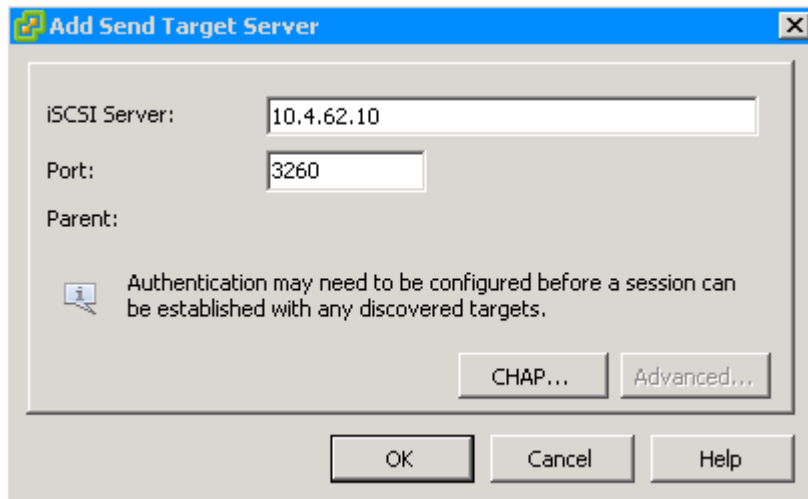 Add Send Target Server
iSCSI Server: 10.4.62.10
Port: 3260
Parent:
Authentication may need to be configured before a session can
be established with any discovered targets.
CHAP... Advanced...
OK Cancel Help